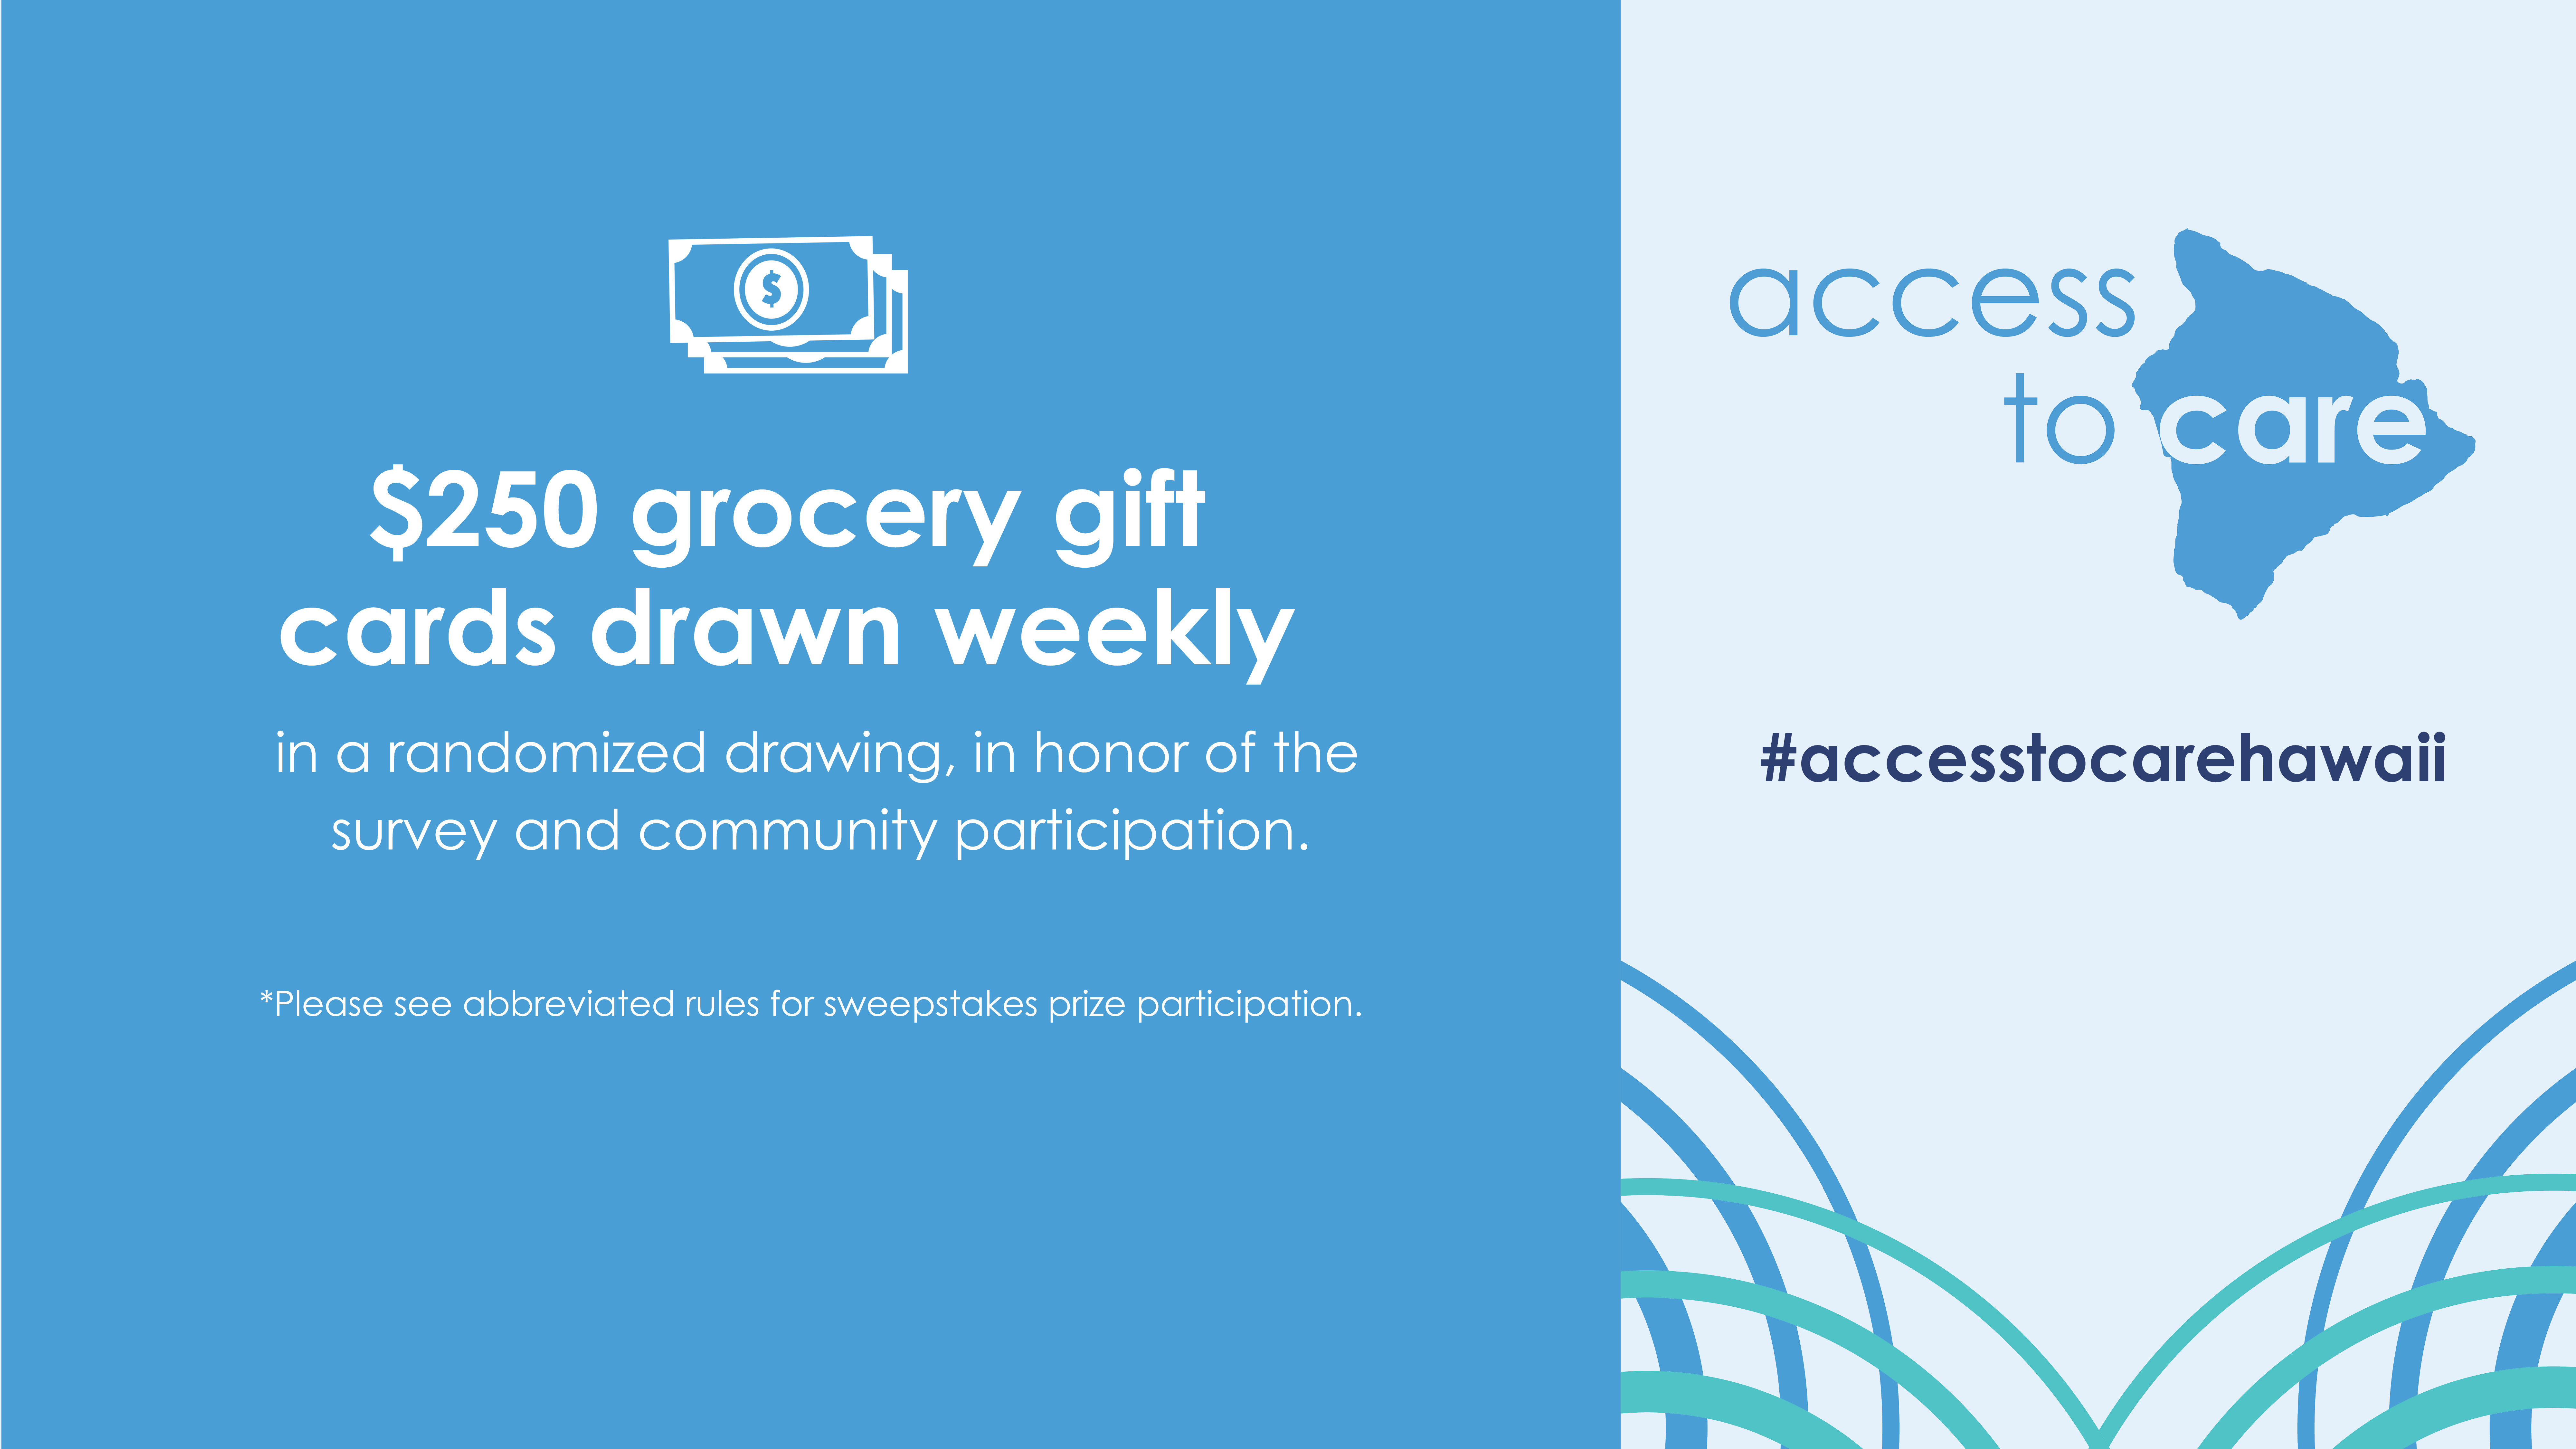 $
$250 grocery gift
cards drawn weekly
in a randomized drawing, in honor of the
survey and community participation.
*Please see abbreviated rules for sweepstakes prize participation.
access
to care
#accesstocarehawaii